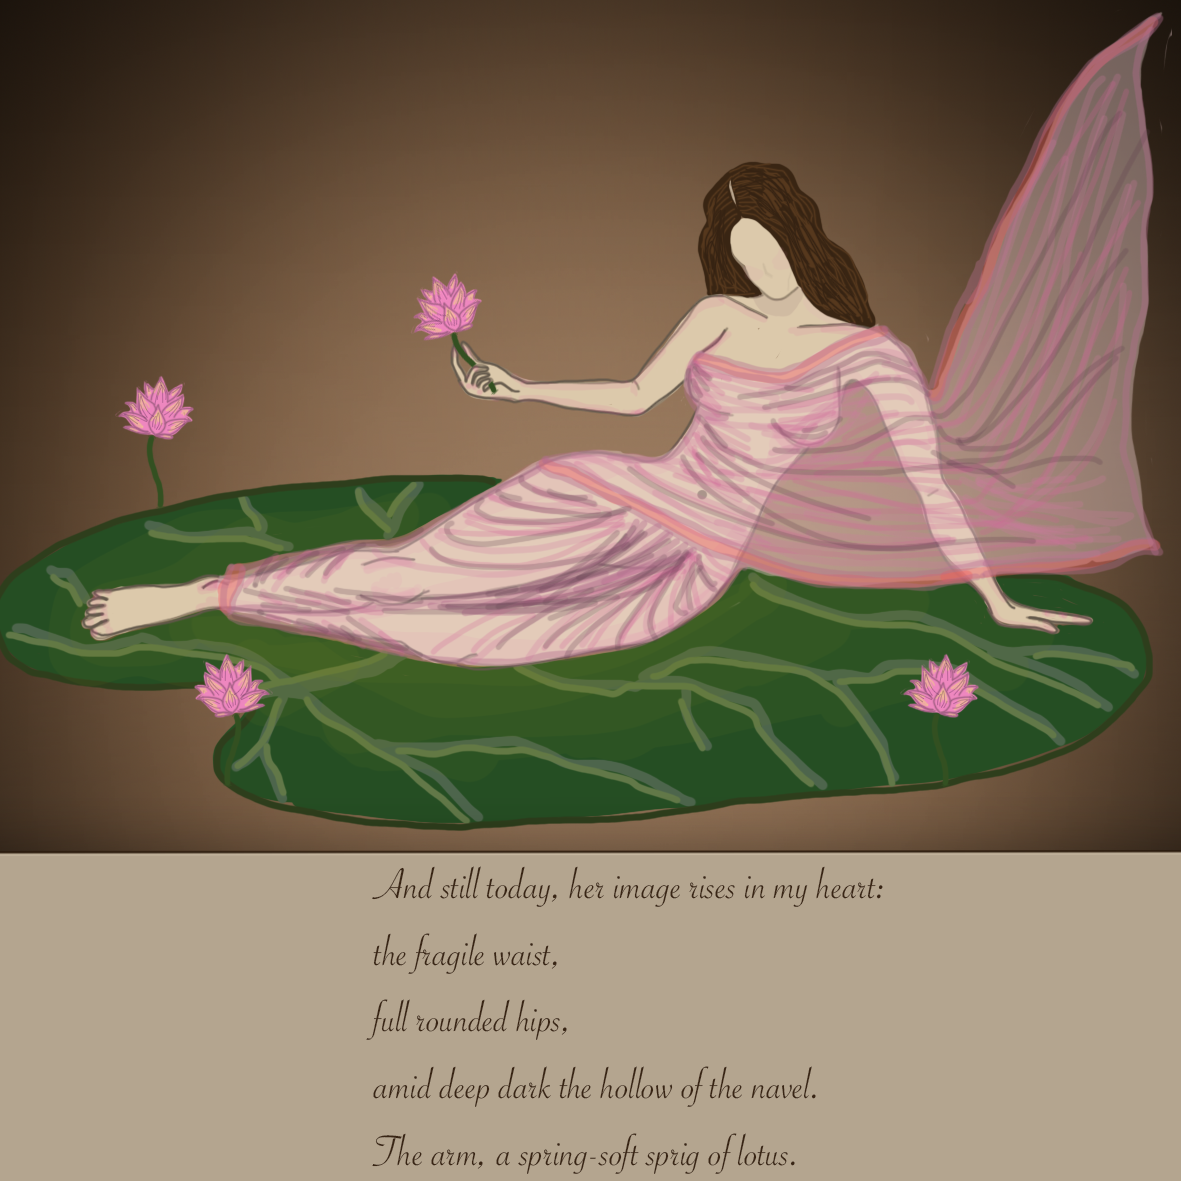 And still today, her image rises in my heart:
the fragile waist,
full rounded hips,
amid deep dark the hollow of the navel.
The arm, a spring-soft sprig of lotus.